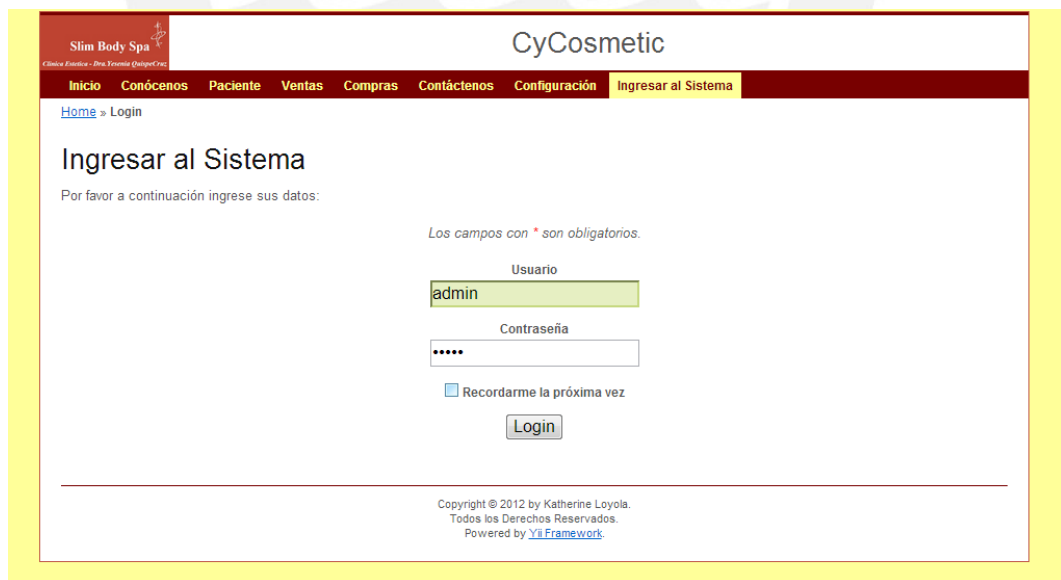 Slim Body Spa
Clinica Estetica - Dra. Yesenia QuispeCruz
CyCosmetic
Inicio Conócenos Paciente Ventas Compras Contáctenos Configuración Ingresar al Sistema
Home » Login
Ingresar al Sistema
Por favor a continuación ingrese sus datos:
Los campos con * son obligatorios.
Usuario
admin
Contraseña
•••••
Recordarme la próxima vez
Login
Copyright © 2012 by Katherine Loyola.
Todos los Derechos Reservados.
Powered by Yii Framework.